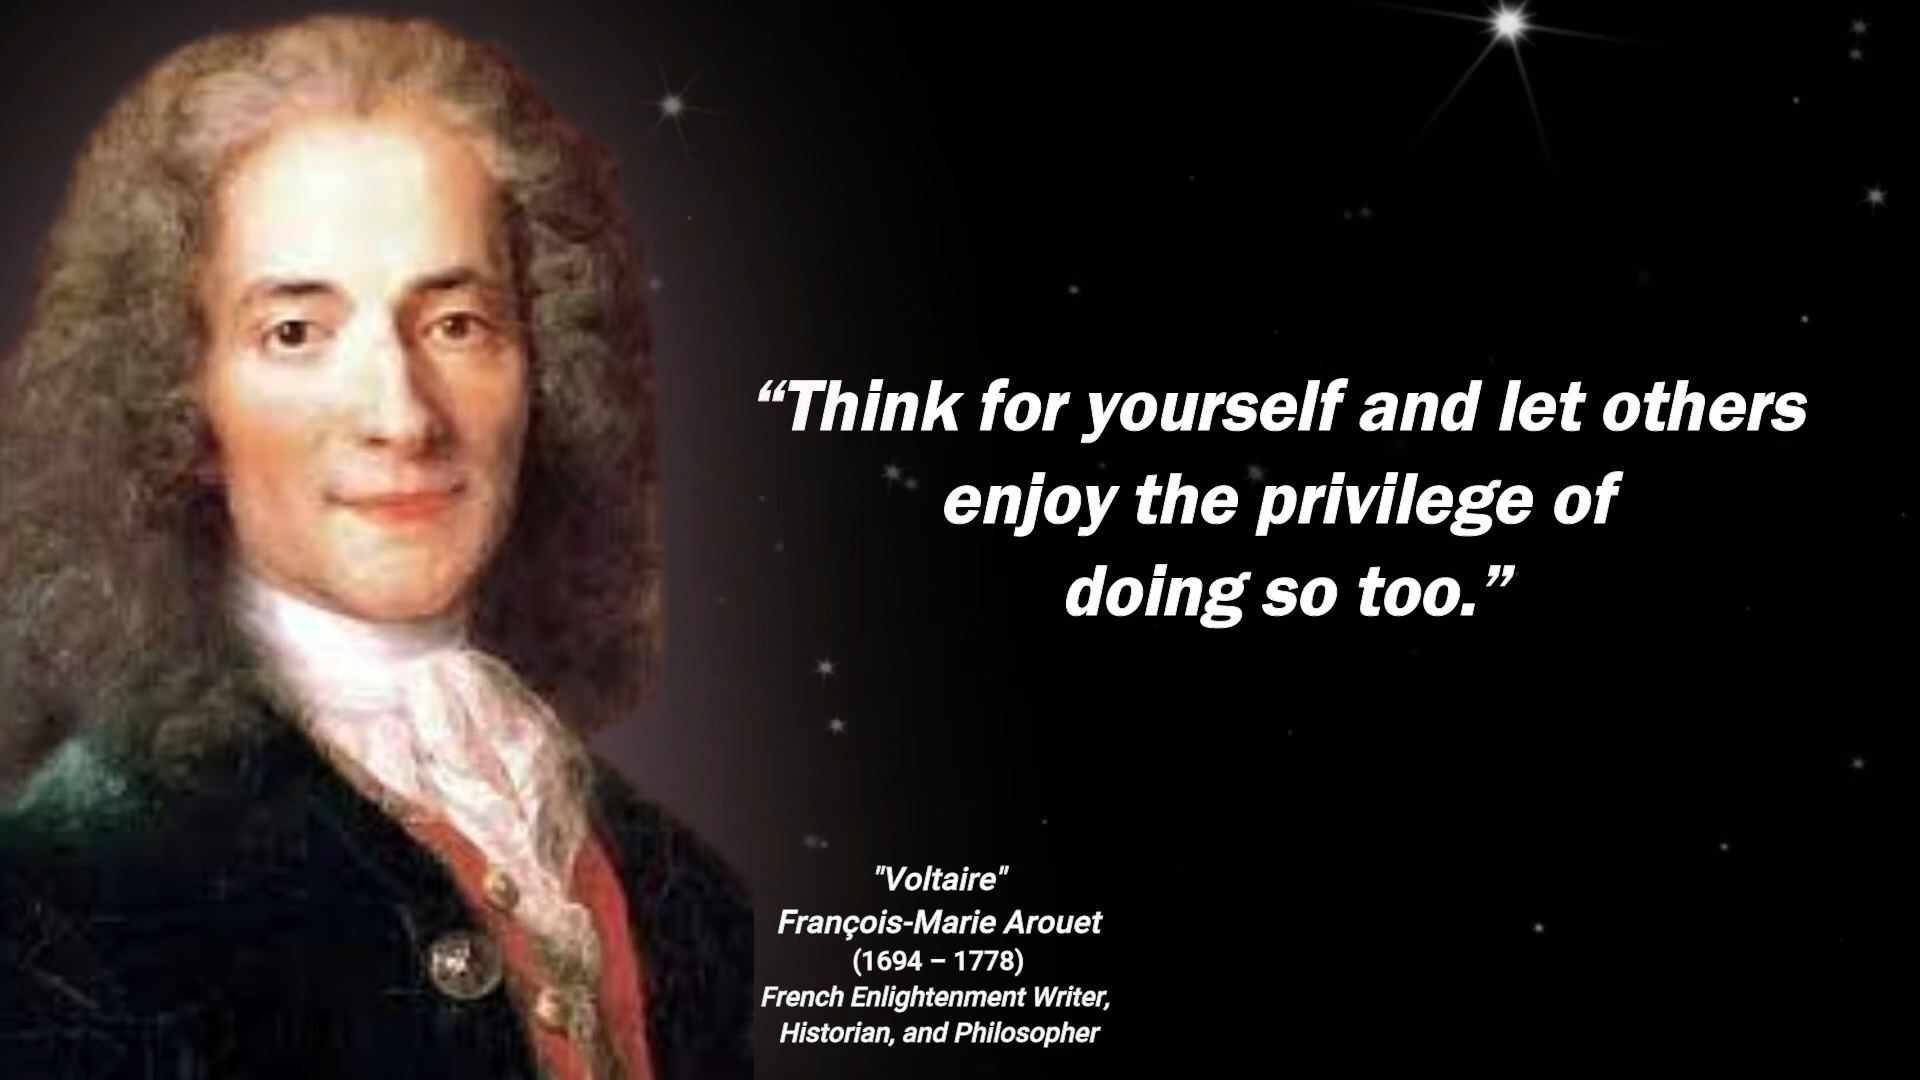 “Think for yourself and let others
enjoy the privilege of
doing so too.”
"Voltaire"
François-Marie Arouet
(1694 – 1778)
French Enlightenment Writer,
Historian, and Philosopher